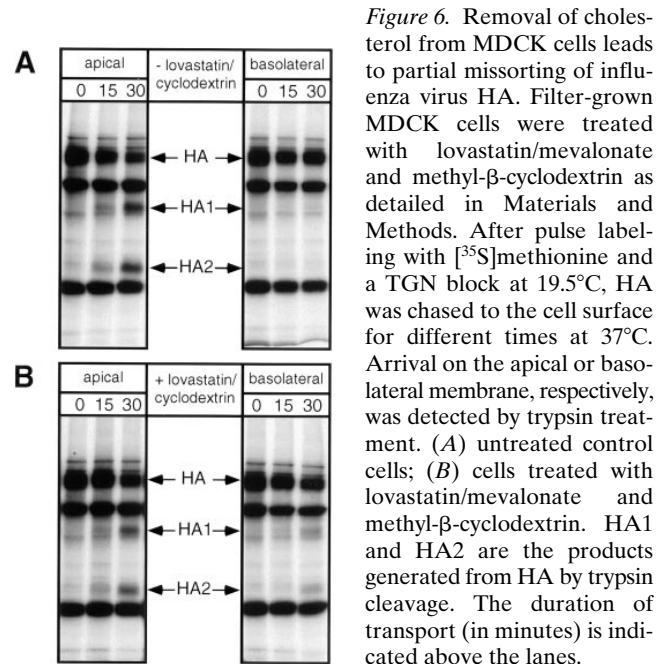 A
apical - lovastatin/ cyclodextrin basolateral
0 15 30 0 15 30
HA
HA1
HA2
B
apical + lovastatin/ cyclodextrin basolateral
0 15 30 0 15 30
HA
HA1
HA2
Figure 6. Removal of choles-
terol from MDCK cells leads
to partial missorting of influ-
enza virus HA. Filter-grown
MDCK cells were treated
with lovastatin/mevalonate
and methyl-β-cyclodextrin as
detailed in Materials and
Methods. After pulse label-
ing with [³⁵S]methionine and
a TGN block at 19.5°C, HA
was chased to the cell surface
for different times at 37°C.
Arrival on the apical or baso-
lateral membrane, respectively,
was detected by trypsin treat-
ment. (A) untreated control
cells; (B) cells treated with
lovastatin/mevalonate and
methyl-β-cyclodextrin. HA1
and HA2 are the products
generated from HA by trypsin
cleavage. The duration of
transport (in minutes) is indi-
cated above the lanes.